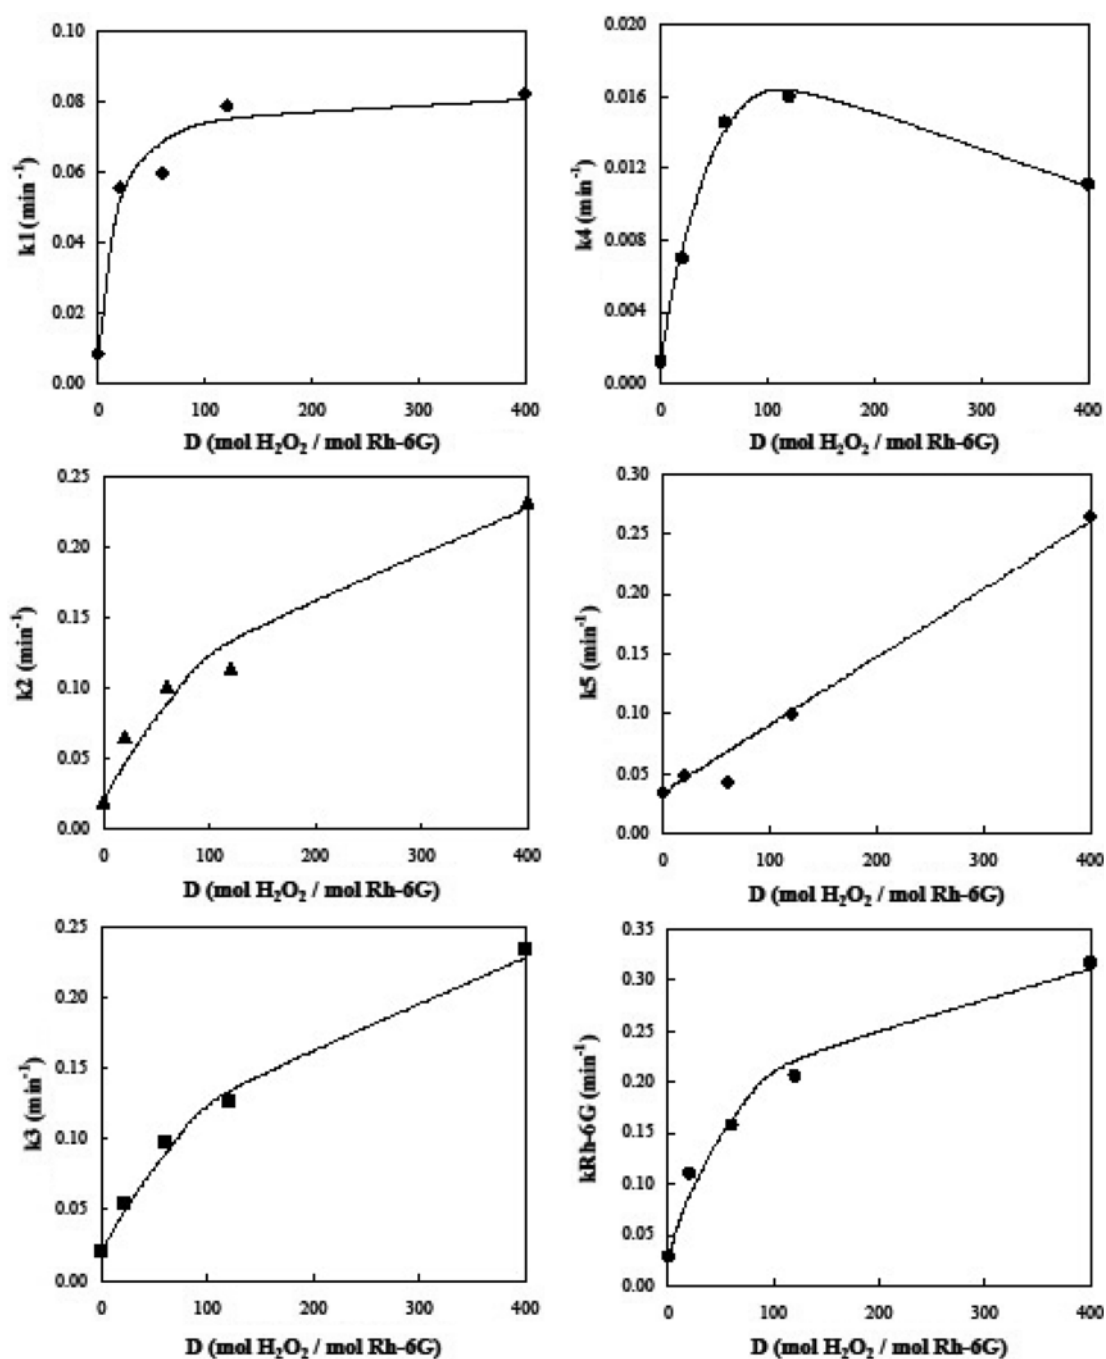 k1 (min⁻¹)
0.10
0.08
0.06
0.04
0.02
0.00
0 100 200 300 400
D (mol H₂O₂ / mol Rh-6G)
k4 (min⁻¹)
0.020
0.016
0.012
0.008
0.004
0.000
0 100 200 300 400
D (mol H₂O₂ / mol Rh-6G)
k2 (min⁻¹)
0.25
0.20
0.15
0.10
0.05
0.00
0 100 200 300 400
D (mol H₂O₂ / mol Rh-6G)
k5 (min⁻¹)
0.30
0.25
0.20
0.15
0.10
0.05
0.00
0 100 200 300 400
D (mol H₂O₂ / mol Rh-6G)
k3 (min⁻¹)
0.25
0.20
0.15
0.10
0.05
0.00
0 100 200 300 400
D (mol H₂O₂ / mol Rh-6G)
kRh-6G (min⁻¹)
0.35
0.30
0.25
0.20
0.15
0.10
0.05
0.00
0 100 200 300 400
D (mol H₂O₂ / mol Rh-6G)